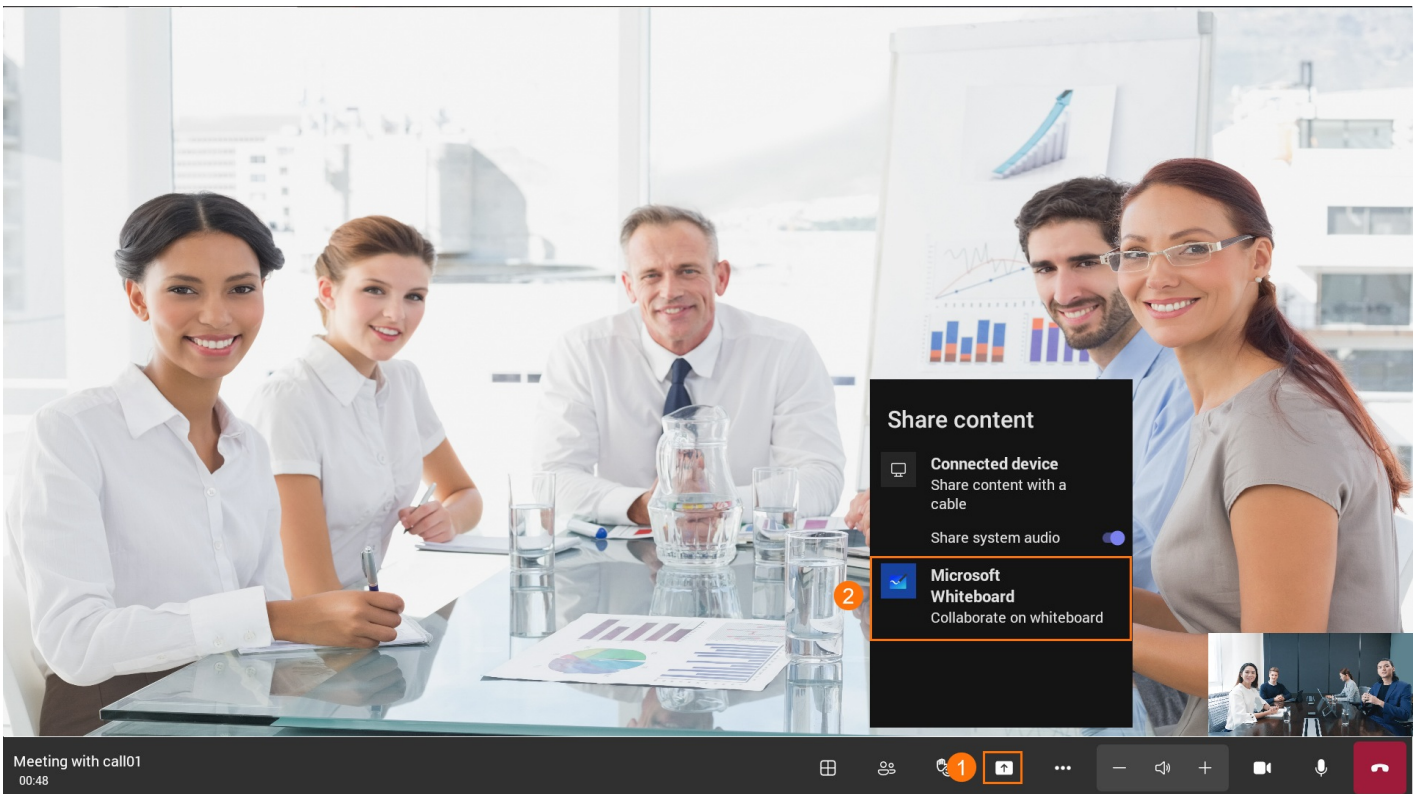 Share content
Connected device
Share content with a
cable
Share system audio
Microsoft
Whiteboard
Collaborate on whiteboard
2
Meeting with call01
00:48
1